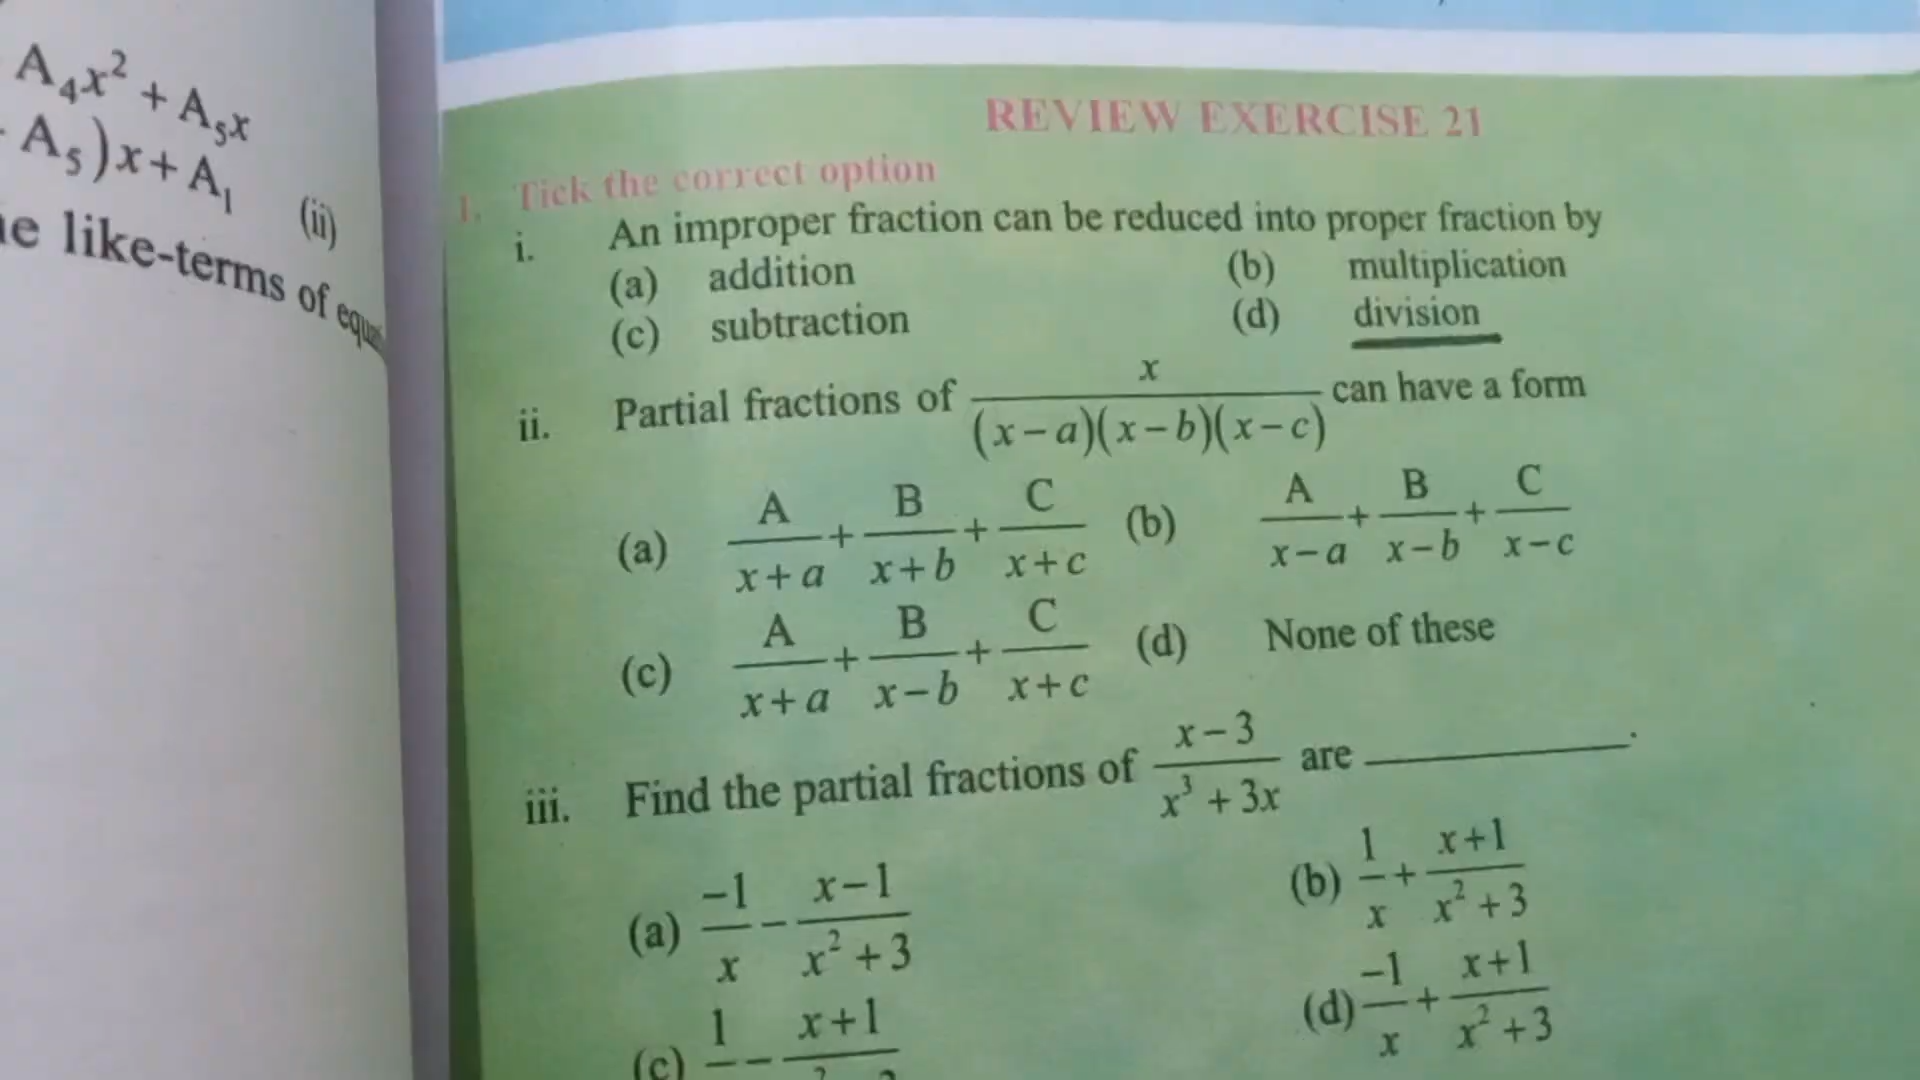 A₄x² + A₅x
A₅)x + A₁ (ii)
like-terms of
REVIEW EXERCISE 21
1. Tick the correct option
i. An improper fraction can be reduced into proper fraction by
(a) addition (b) multiplication
(c) subtraction (d) division
ii. Partial fractions of x/((x−a)(x−b)(x−c)) can have a form
(a) A/(x+a) + B/(x+b) + C/(x+c) (b) A/(x−a) + B/(x−b) + C/(x−c)
(c) A/(x+a) + B/(x−b) + C/(x+c) (d) None of these
iii. Find the partial fractions of (x−3)/(x³+3x) are ________.
(a) −1/x − (x−1)/(x²+3) (b) 1/x + (x+1)/(x²+3)
(c) 1 − x+1 (d) −1/x + (x+1)/(x²+3)